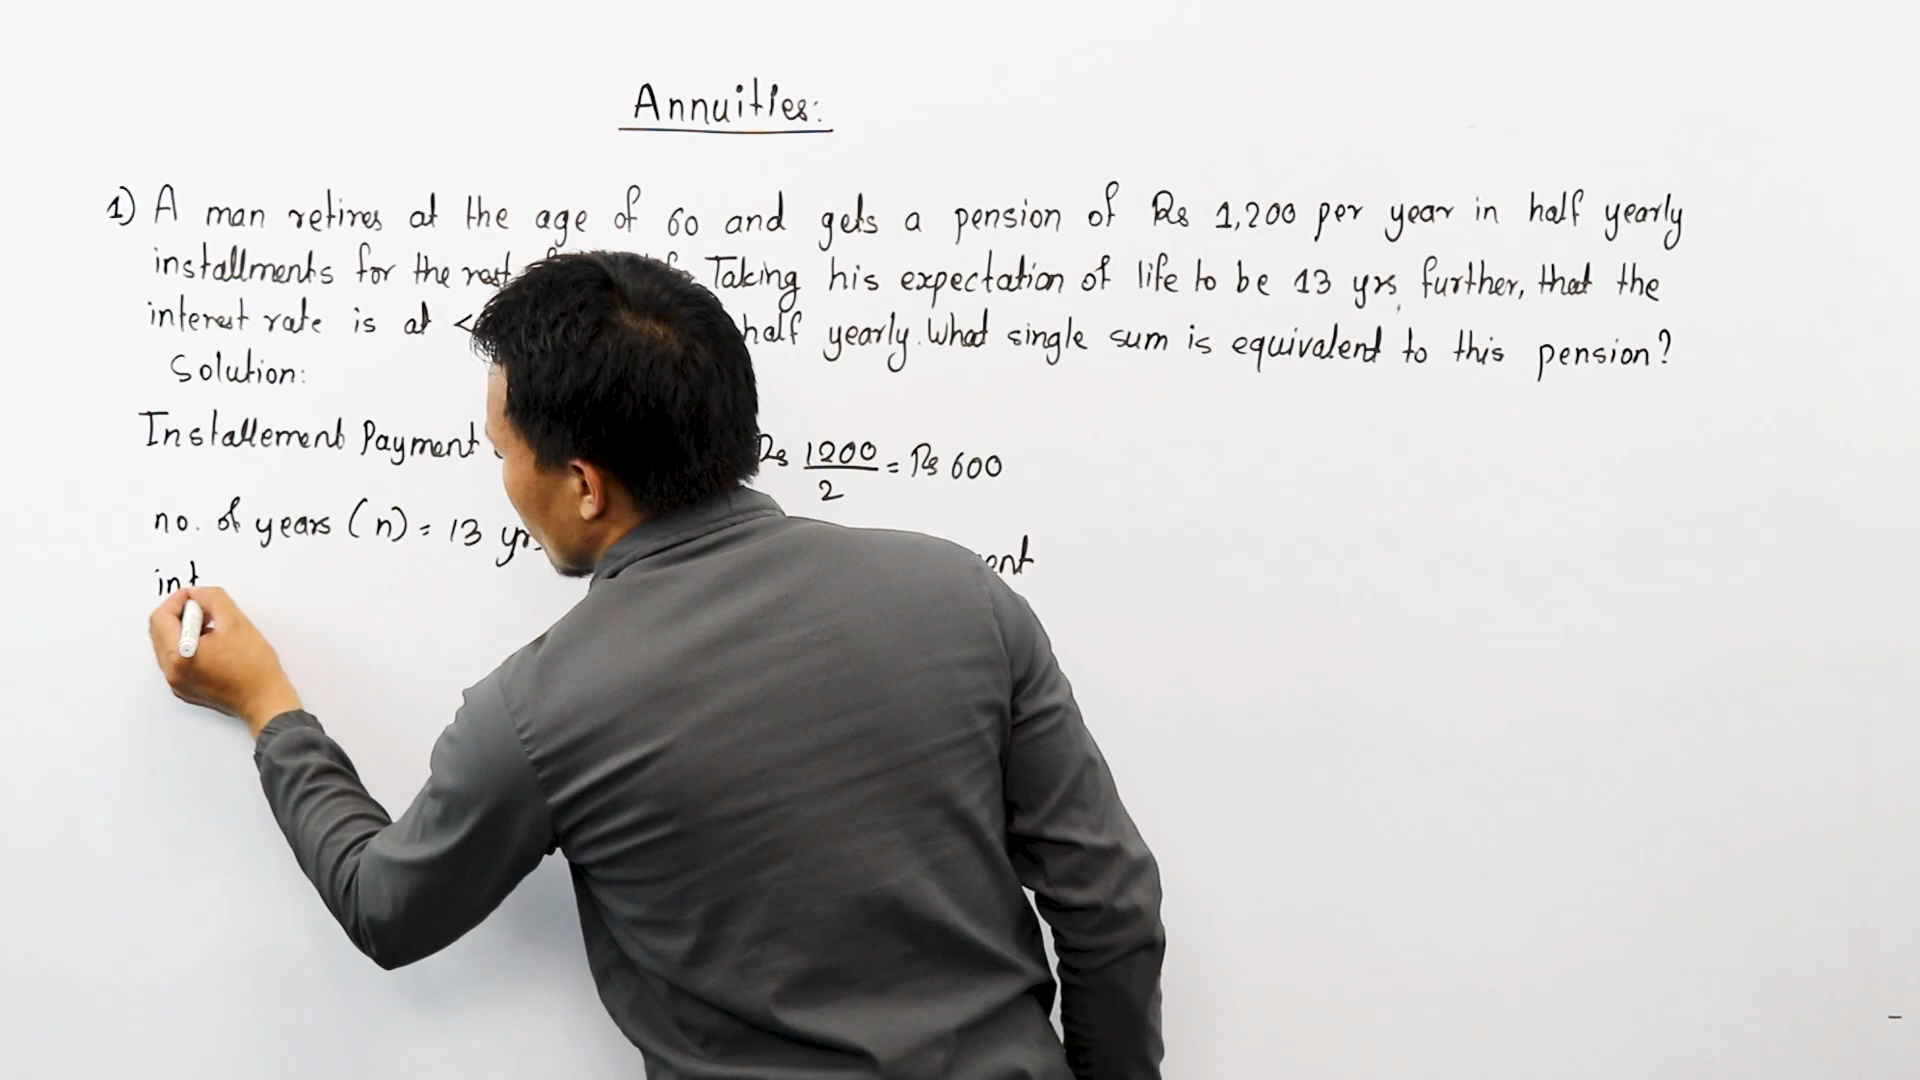 Annuities:
1) A man retires at the age of 60 and gets a pension of Rs 1,200 per year in half yearly
installments for the rest Taking his expectation of life to be 13 yrs further, that the
interest rate is at half yearly. What single sum is equivalent to this pension?
Solution:
Installement Payment Rs 1200/2 = Rs 600
no. of years (n) = 13
int